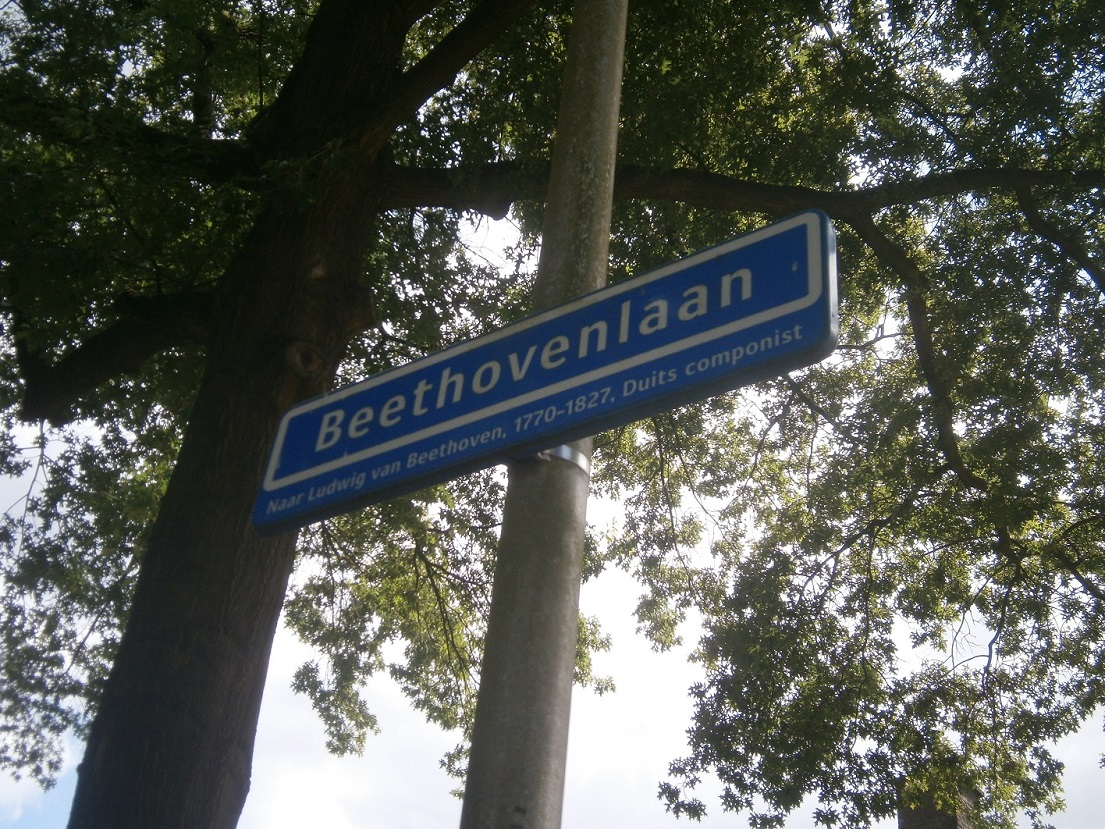 Beethovenlaan
Naar Ludwig van Beethoven, 1770-1827, Duits componist